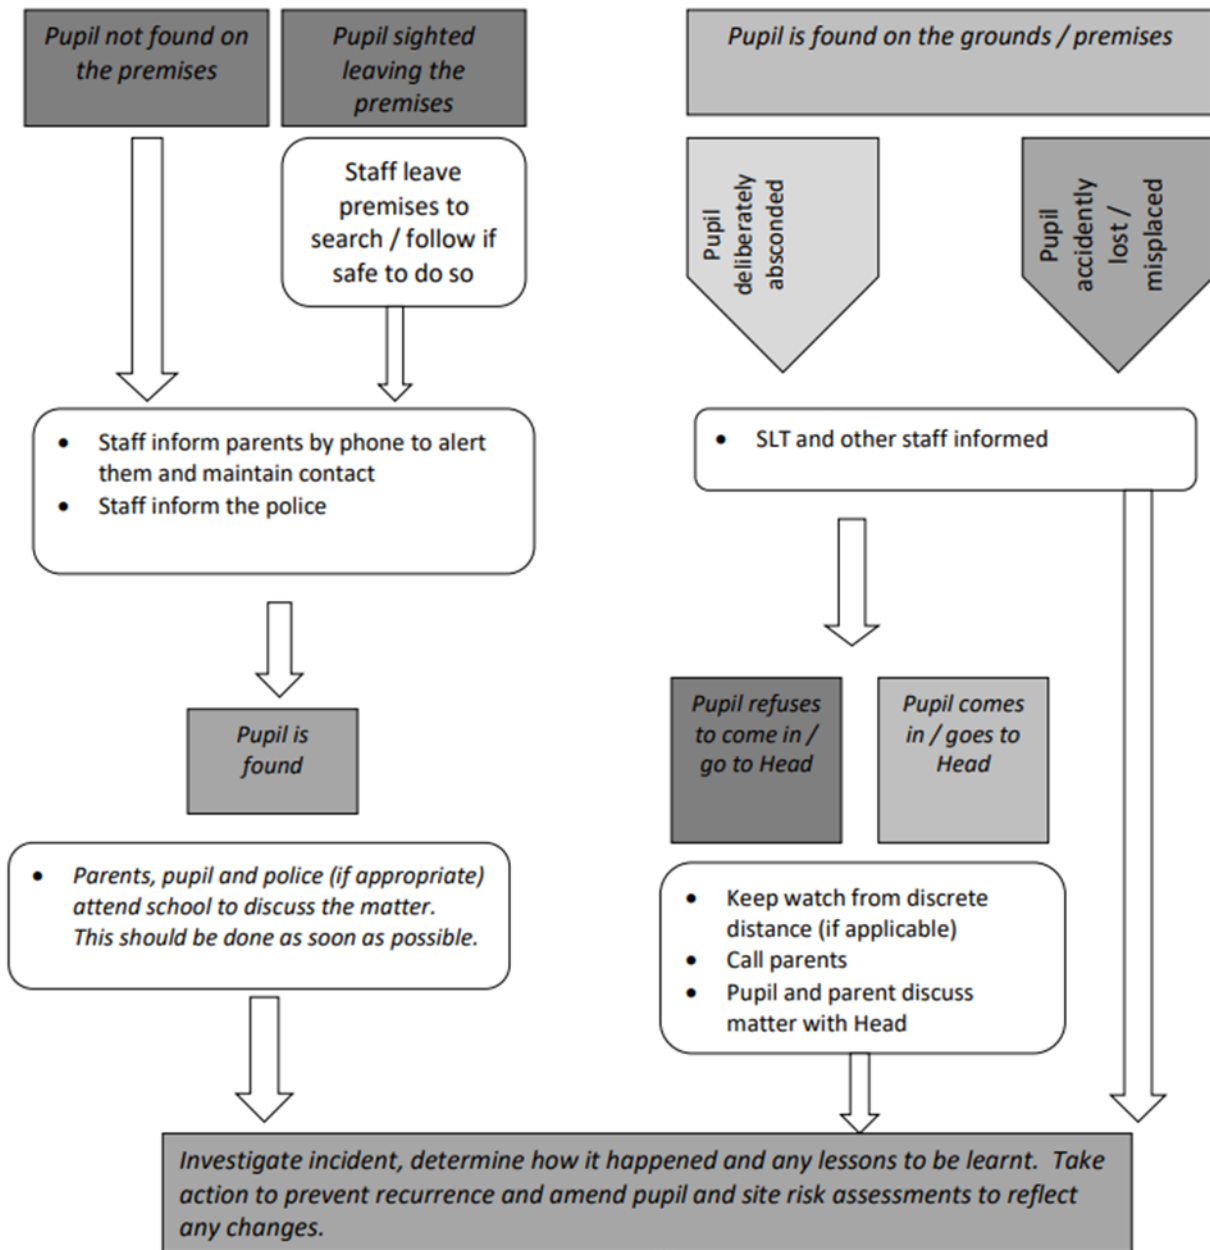 Pupil not found on
the premises
Pupil sighted
leaving the
premises
Pupil is found on the grounds / premises
Staff leave
premises to
search / follow if
safe to do so
Pupil
deliberately
absconded
Pupil
accidently
lost /
misplaced
• Staff inform parents by phone to alert
them and maintain contact
• Staff inform the police
• SLT and other staff informed
Pupil is
found
Pupil refuses
to come in /
go to Head
Pupil comes
in / goes to
Head
• Parents, pupil and police (if appropriate)
attend school to discuss the matter.
This should be done as soon as possible.
• Keep watch from discrete
distance (if applicable)
• Call parents
• Pupil and parent discuss
matter with Head
Investigate incident, determine how it happened and any lessons to be learnt. Take
action to prevent recurrence and amend pupil and site risk assessments to reflect
any changes.